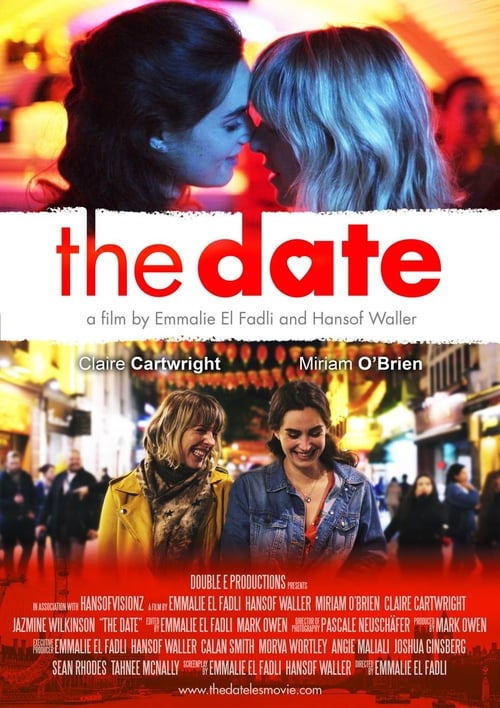 the date
a film by Emmalie El Fadli and Hansof Waller
Claire Cartwright Miriam O'Brien
DOUBLE E PRODUCTIONS PRESENTS
IN ASSOCIATION WITH HANSOFVISIONZ A FILM BY EMMALIE EL FADLI HANSOF WALLER MIRIAM O'BRIEN CLAIRE CARTWRIGHT
JAZMINE WILKINSON "THE DATE" EDITED BY EMMALIE EL FADLI MARK OWEN DIRECTOR OF PHOTOGRAPHY PASCALE NEUSCHÄFER PRODUCED BY MARK OWEN
EXECUTIVE PRODUCER EMMALIE EL FADLI HANSOF WALLER CALAN SMITH MORVA WORTLEY ANGIE MALIALI JOSHUA GINSBERG
SEAN RHODES TAHNEE MCNALLY SCREENPLAY BY EMMALIE EL FADLI HANSOF WALLER DIRECTED BY EMMALIE EL FADLI
www.thedatelesmovie.com